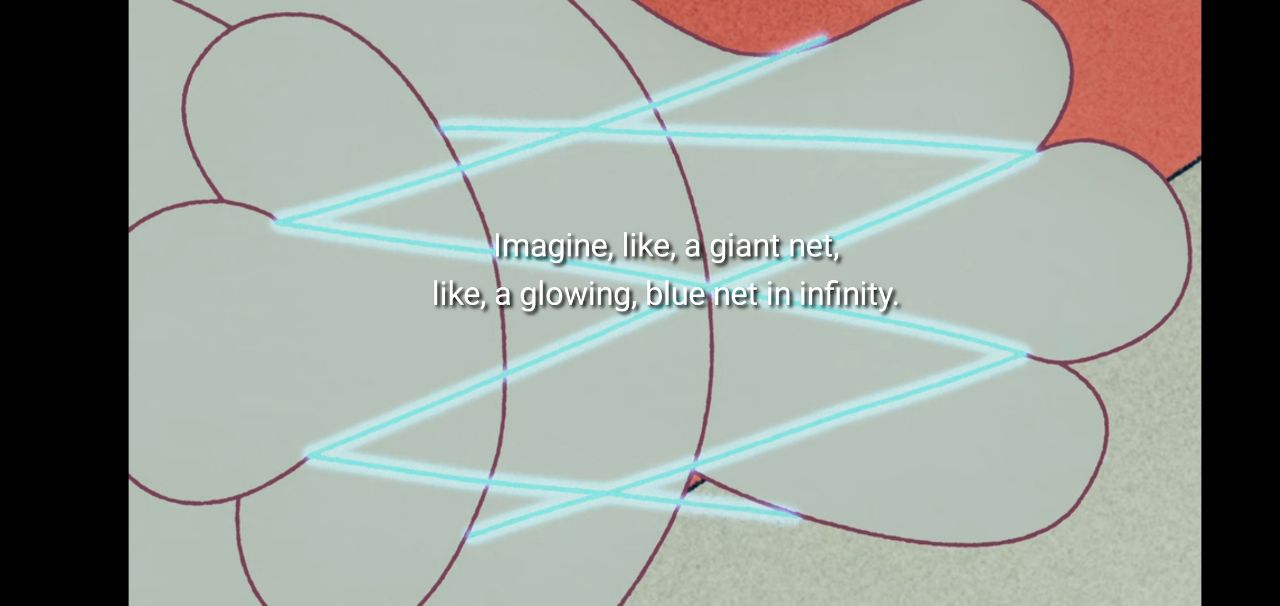 Imagine, like, a giant net,
like, a glowing, blue net in infinity.